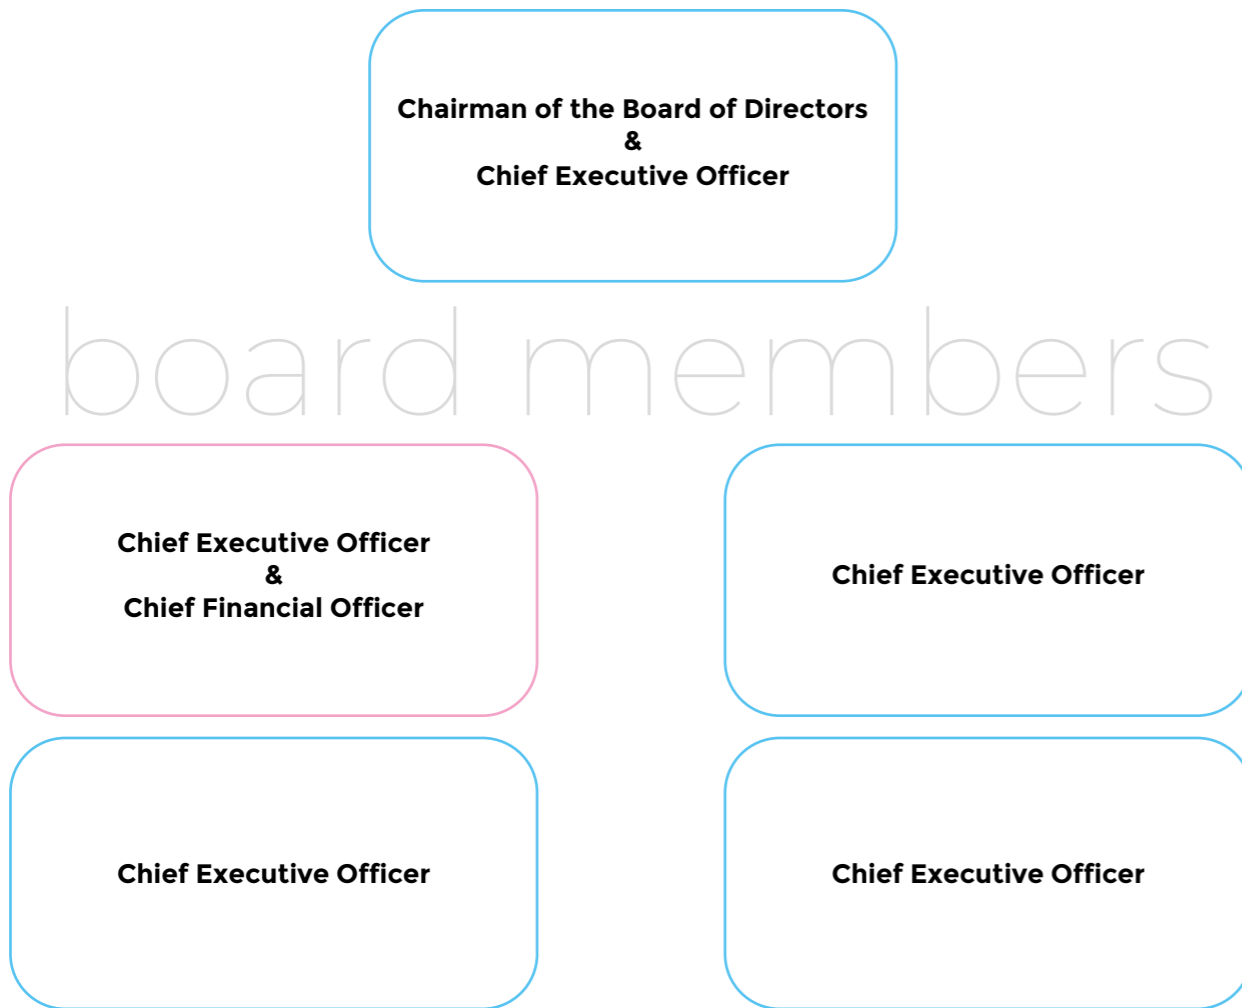 Chairman of the Board of Directors
&
Chief Executive Officer
board members
Chief Executive Officer
&
Chief Financial Officer
Chief Executive Officer
Chief Executive Officer
Chief Executive Officer